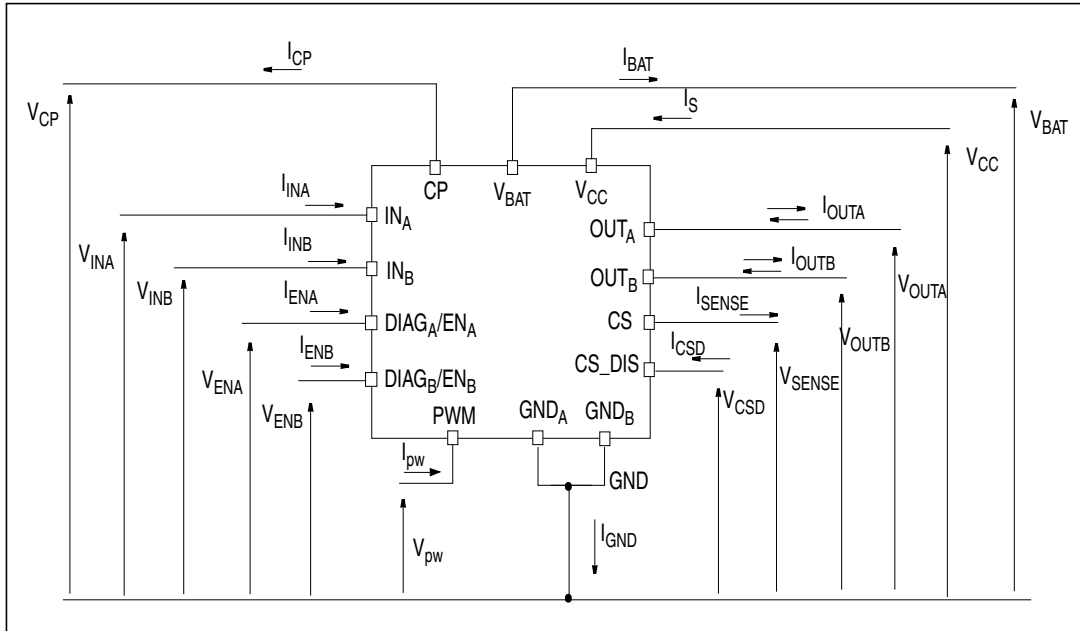 I_CP
I_BAT
I_S
V_CP
V_BAT
V_CC
CP
V_BAT
V_CC
I_INA
IN_A
OUT_A
I_OUTA
V_INA
I_INB
IN_B
OUT_B
I_OUTB
V_INB
V_OUTA
I_ENA
DIAG_A/EN_A
CS
I_SENSE
V_OUTB
I_ENB
DIAG_B/EN_B
CS_DIS
I_CSD
V_ENA
V_SENSE
V_CSD
V_ENB
PWM
GND_A
GND_B
I_pw
GND
V_pw
I_GND